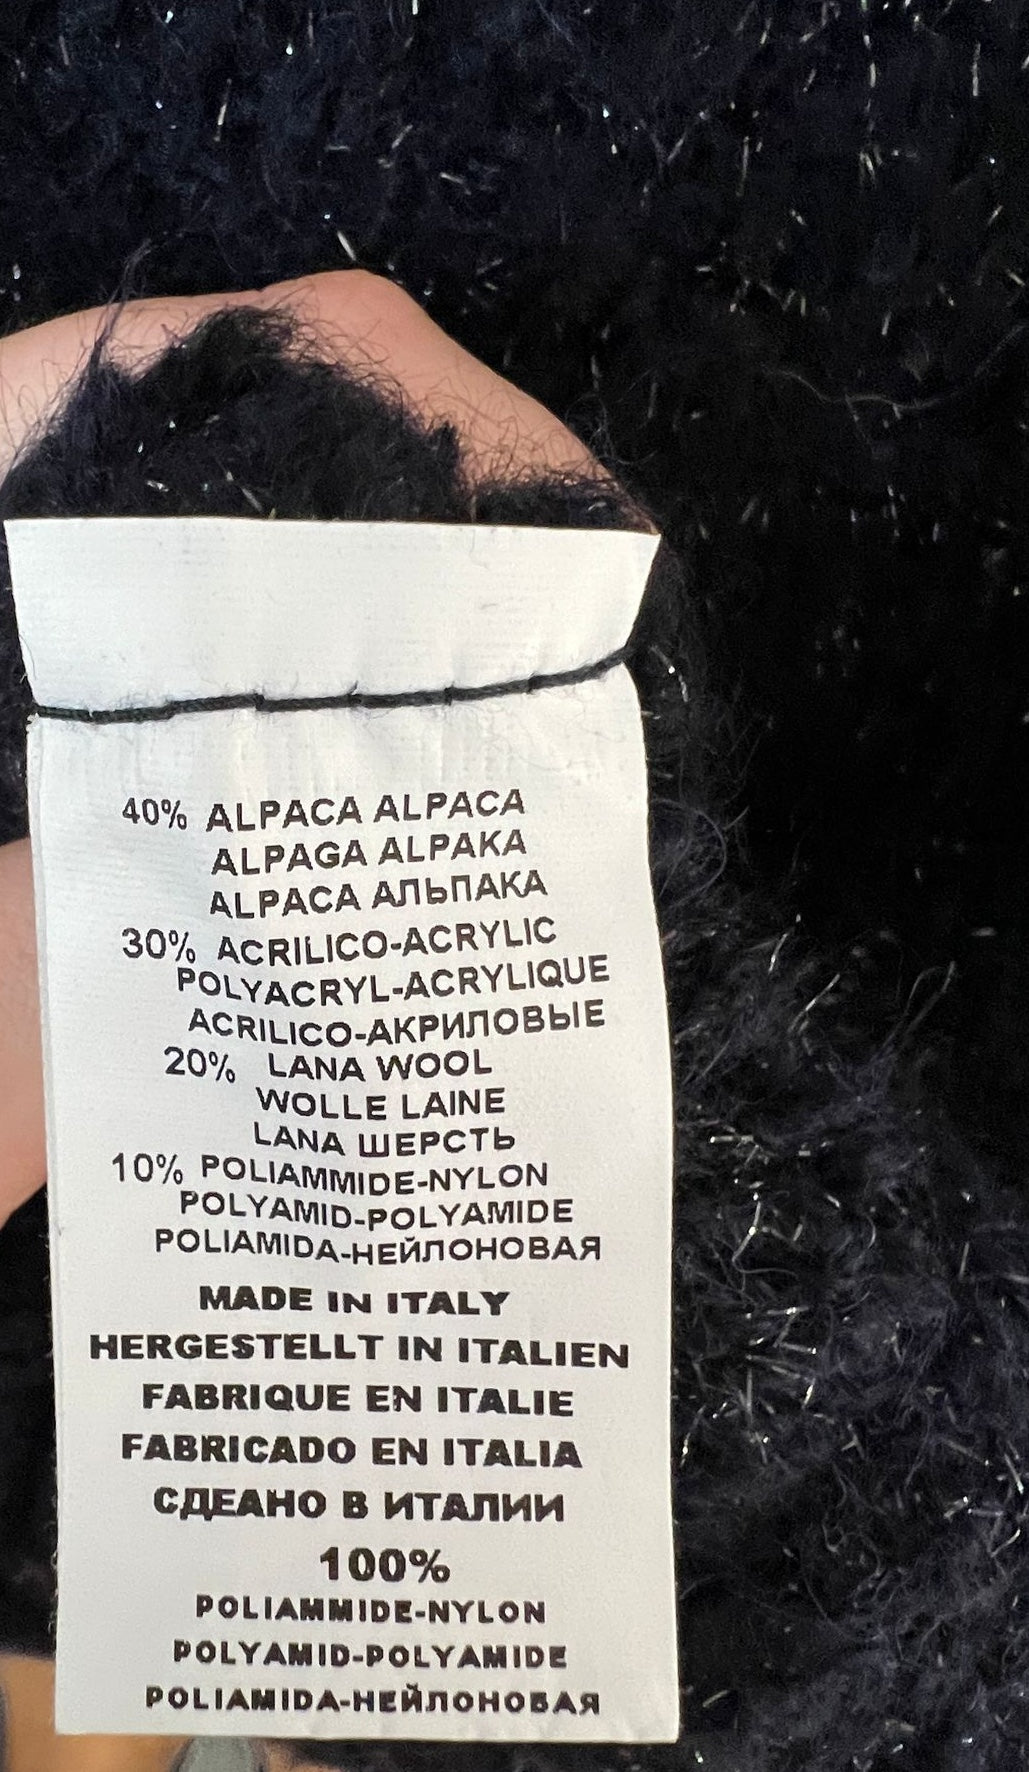 40% ALPACA ALPACA
ALPAGA ALPAKA
ALPACA АЛЬПАКА
30% ACRILICO-ACRYLIC
POLYACRYL-ACRYLIQUE
ACRILICO-АКРИЛОВЫЕ
20% LANA WOOL
WOLLE LAINE
LANA ШЕРСТЬ
10% POLIAMMIDE-NYLON
POLYAMID-POLYAMIDE
POLIAMIDA-НЕЙЛОНОВАЯ
MADE IN ITALY
HERGESTELLT IN ITALIEN
FABRIQUE EN ITALIE
FABRICADO EN ITALIA
СДЕАНО В ИТАЛИИ
100%
POLIAMMIDE-NYLON
POLYAMID-POLYAMIDE
POLIAMIDA-НЕЙЛОНОВАЯ